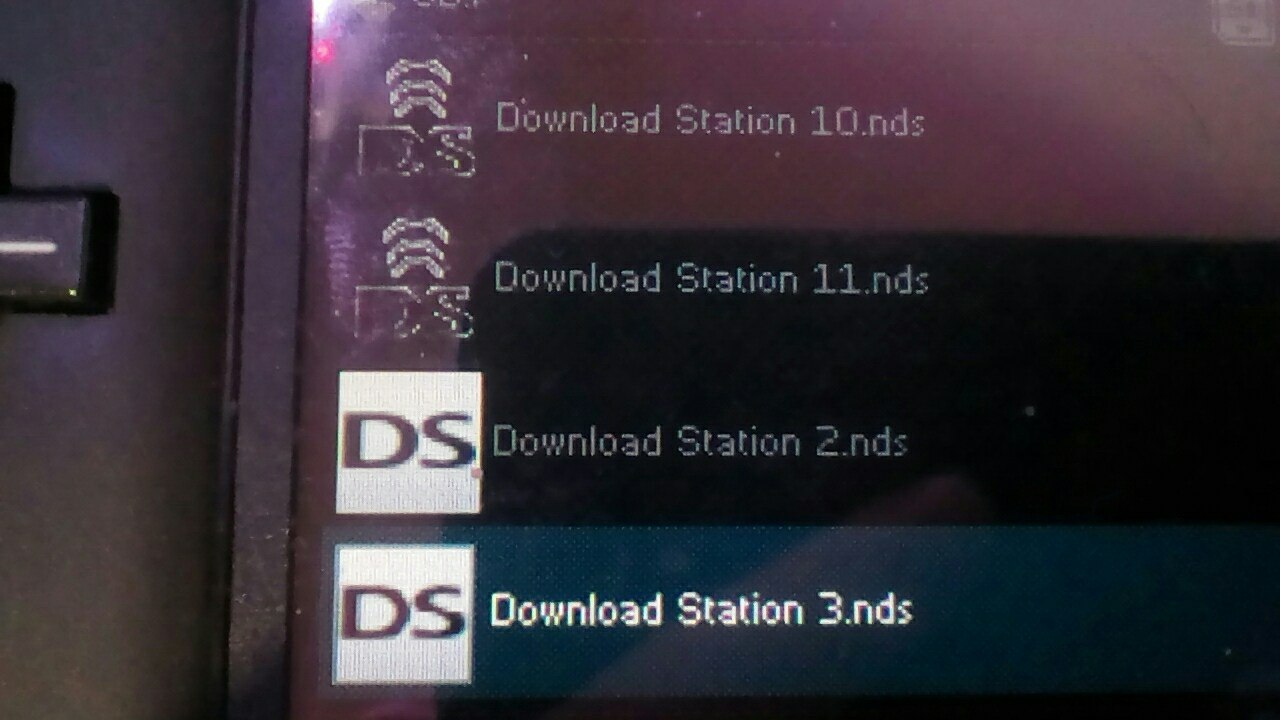 DS
Download Station 10.nds
DS
Download Station 11.nds
DS
Download Station 2.nds
DS
Download Station 3.nds